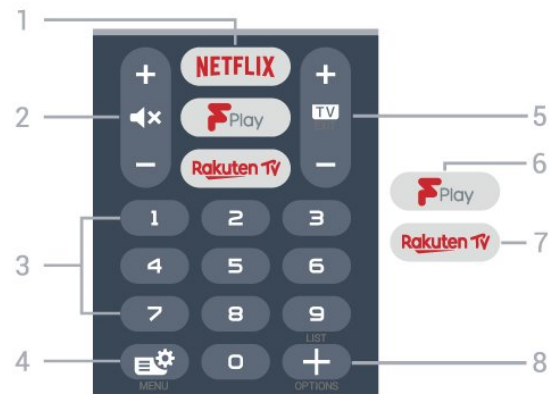 1
NETFLIX
2
F Play
TV
5
Rakuten TV
6
F Play
3
1 2 3
4 5 6
Rakuten TV
7
7 8 9
LIST
4
0
8
MENU
OPTIONS